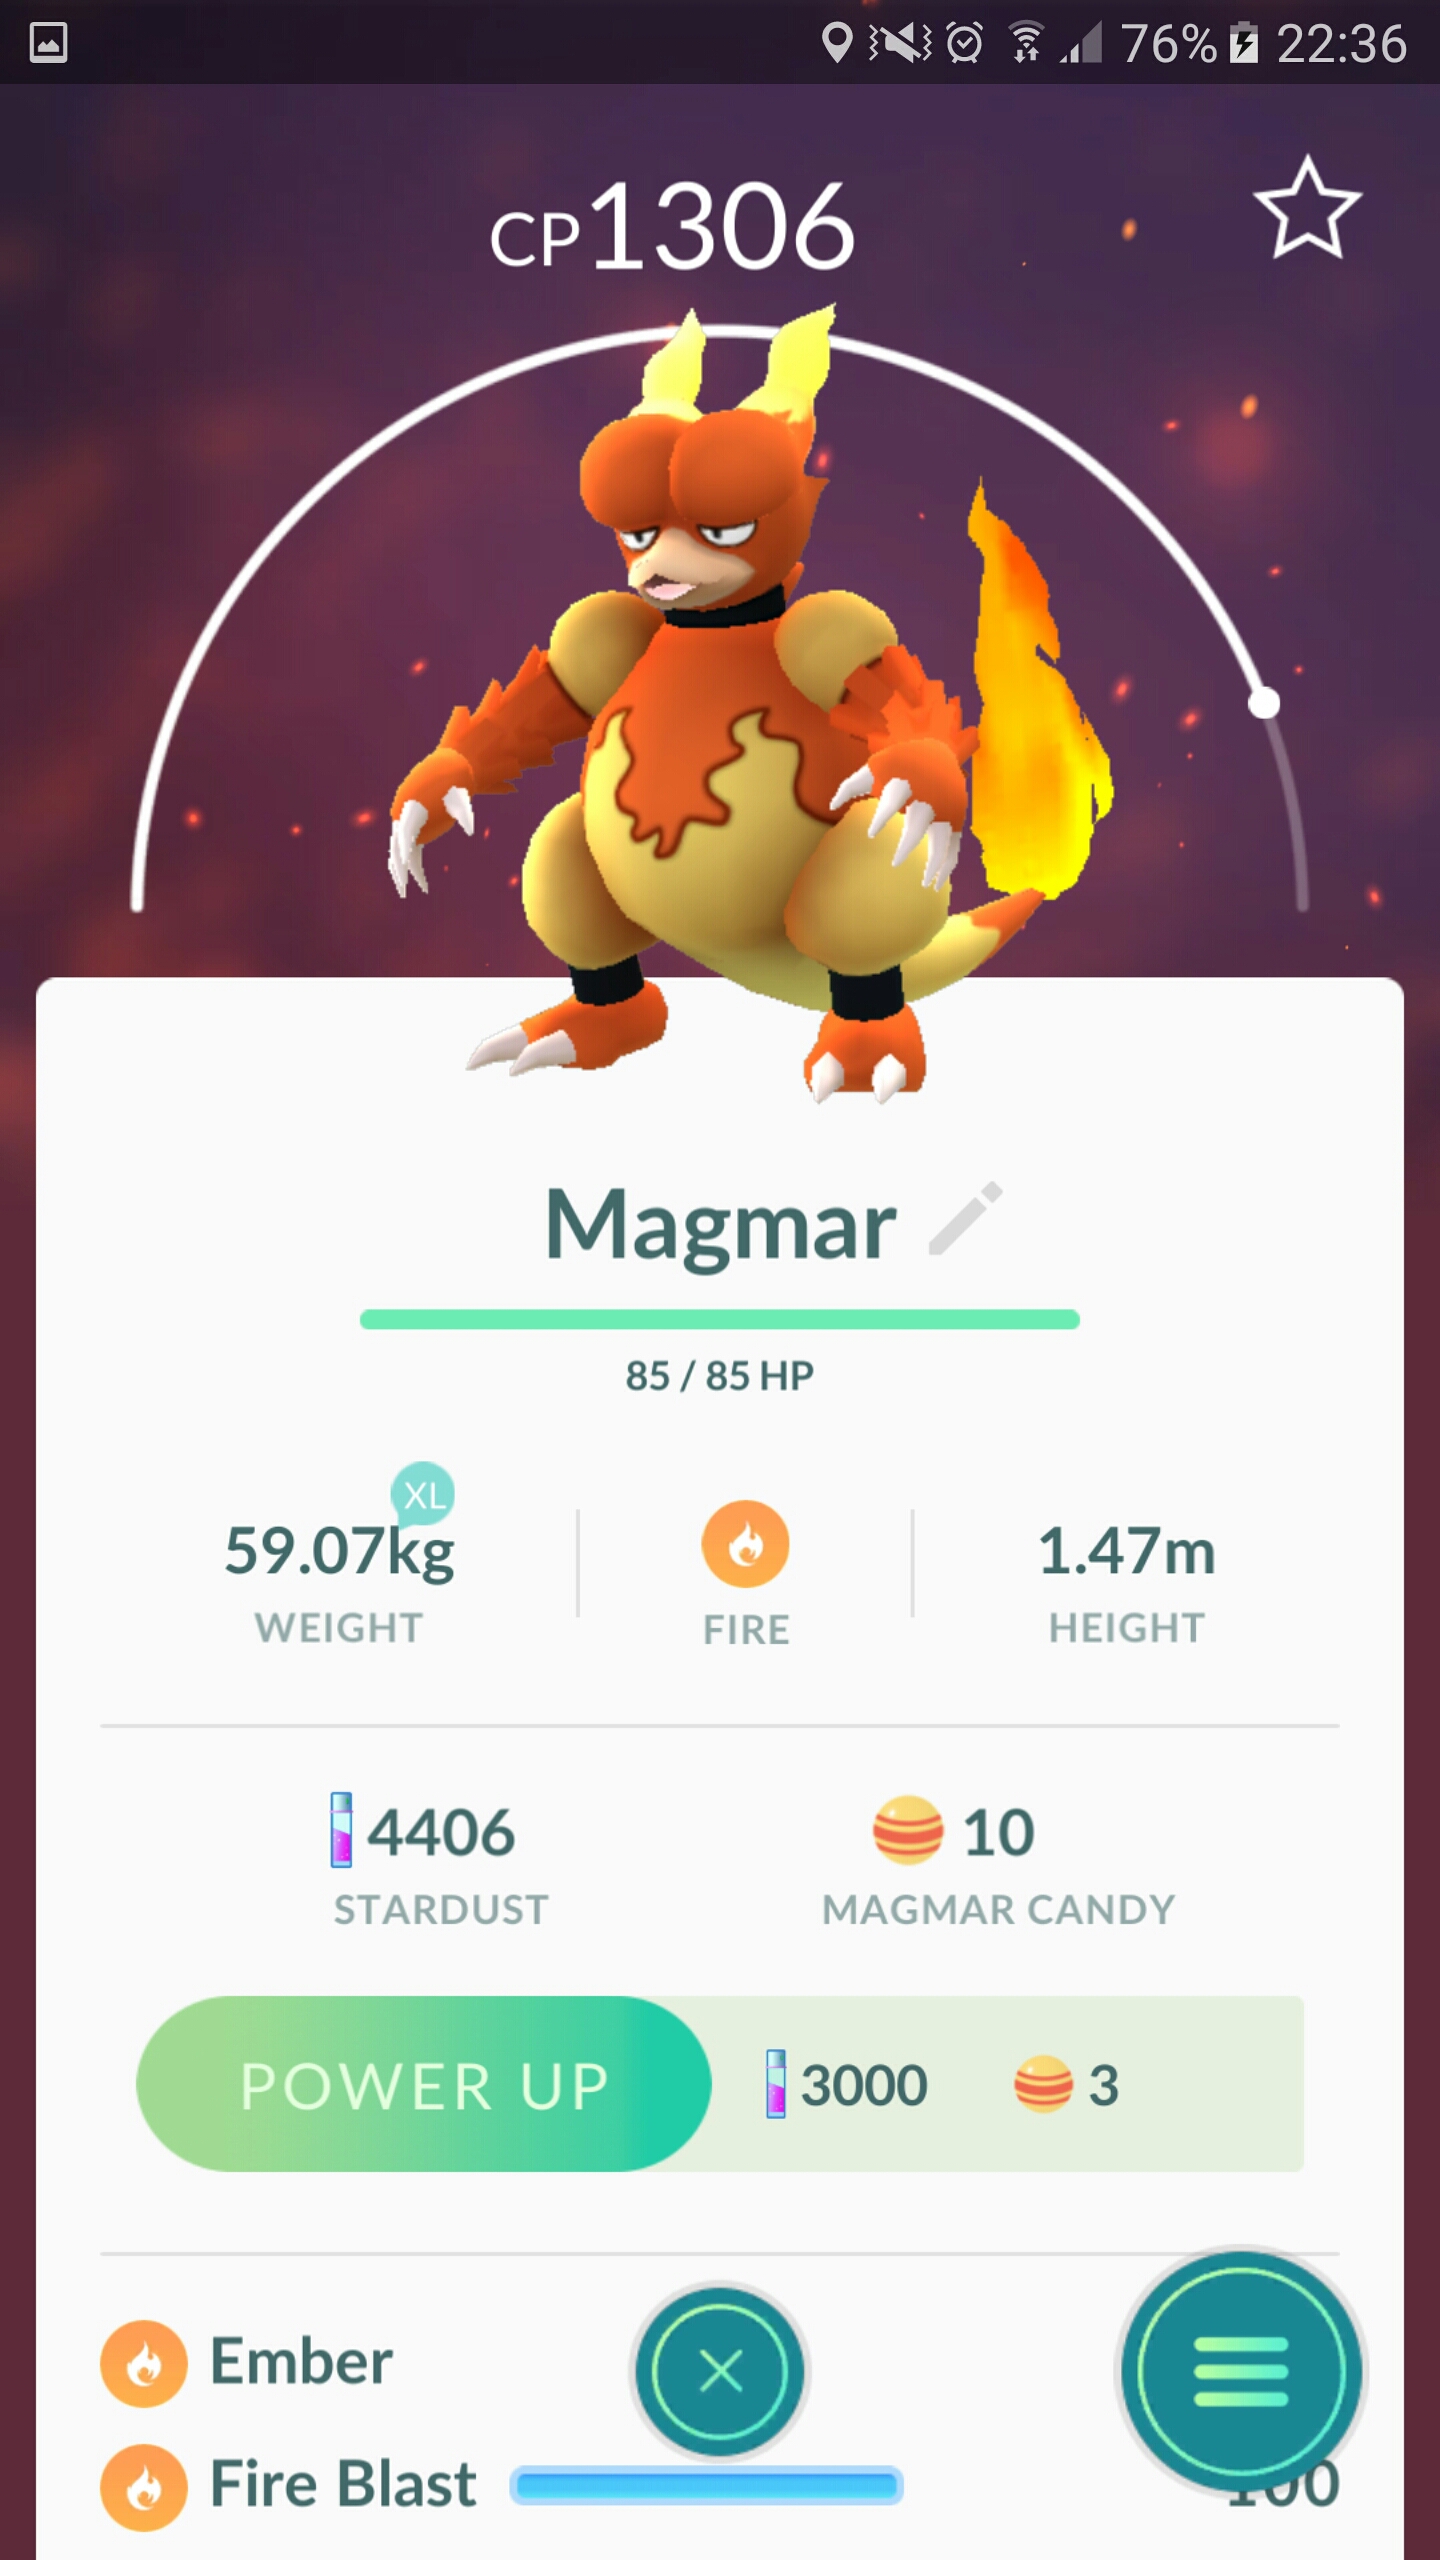 76% 22:36
CP1306
Magmar
85 / 85 HP
XL
59.07kg
WEIGHT
FIRE
1.47m
HEIGHT
4406
STARDUST
10
MAGMAR CANDY
POWER UP
3000
3
Ember
Fire Blast
100